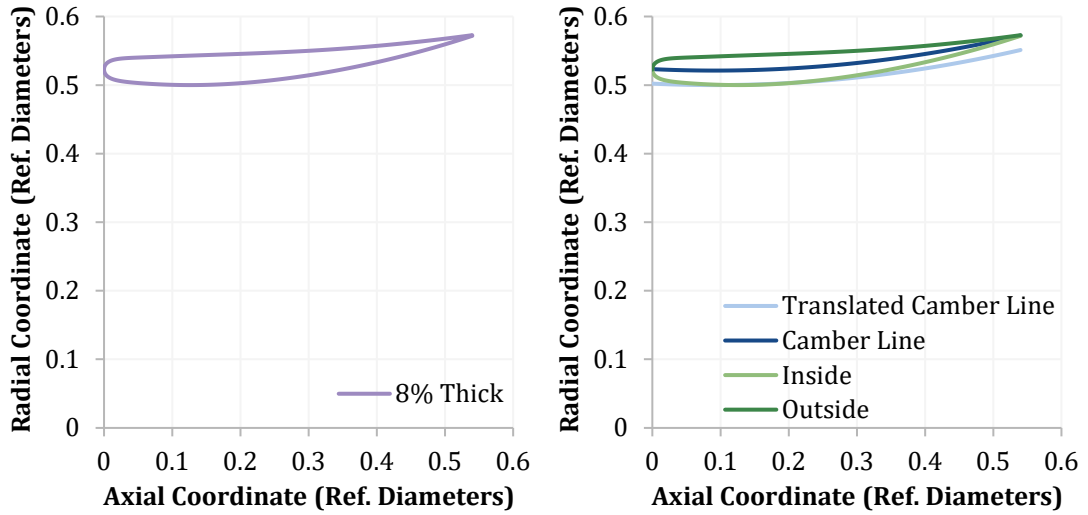 0.6
0.5
0.4
0.3
0.2
0.1
0
Radial Coordinate (Ref. Diameters)
8% Thick
0 0.1 0.2 0.3 0.4 0.5 0.6
Axial Coordinate (Ref. Diameters)
0.6
0.5
0.4
0.3
0.2
0.1
0
Radial Coordinate (Ref. Diameters)
Translated Camber Line
Camber Line
Inside
Outside
0 0.1 0.2 0.3 0.4 0.5 0.6
Axial Coordinate (Ref. Diameters)